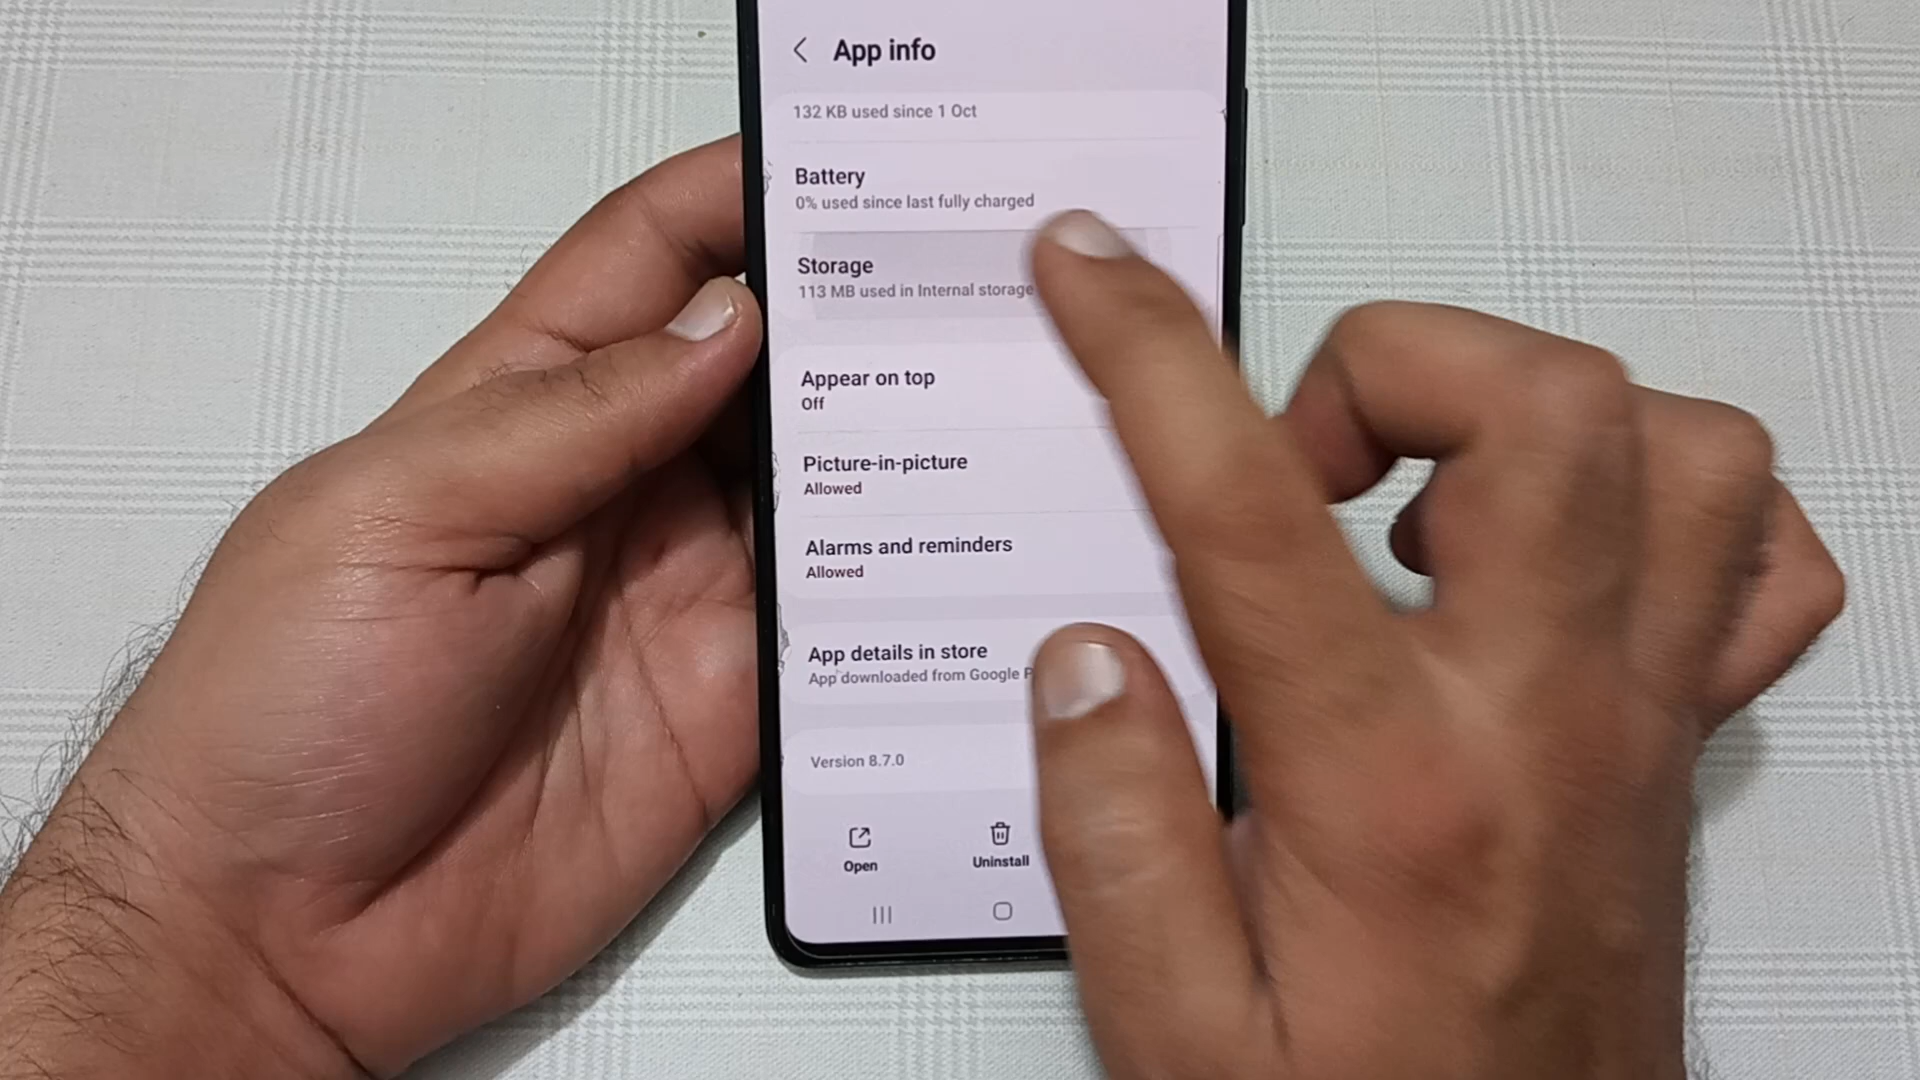 App info
132 KB used since 1 Oct
Battery
0% used since last fully charged
Storage
113 MB used in Internal storage
Appear on top
Off
Picture-in-picture
Allowed
Alarms and reminders
Allowed
App details in store
App downloaded from Google
Version 8.7.0
Open
Uninstall